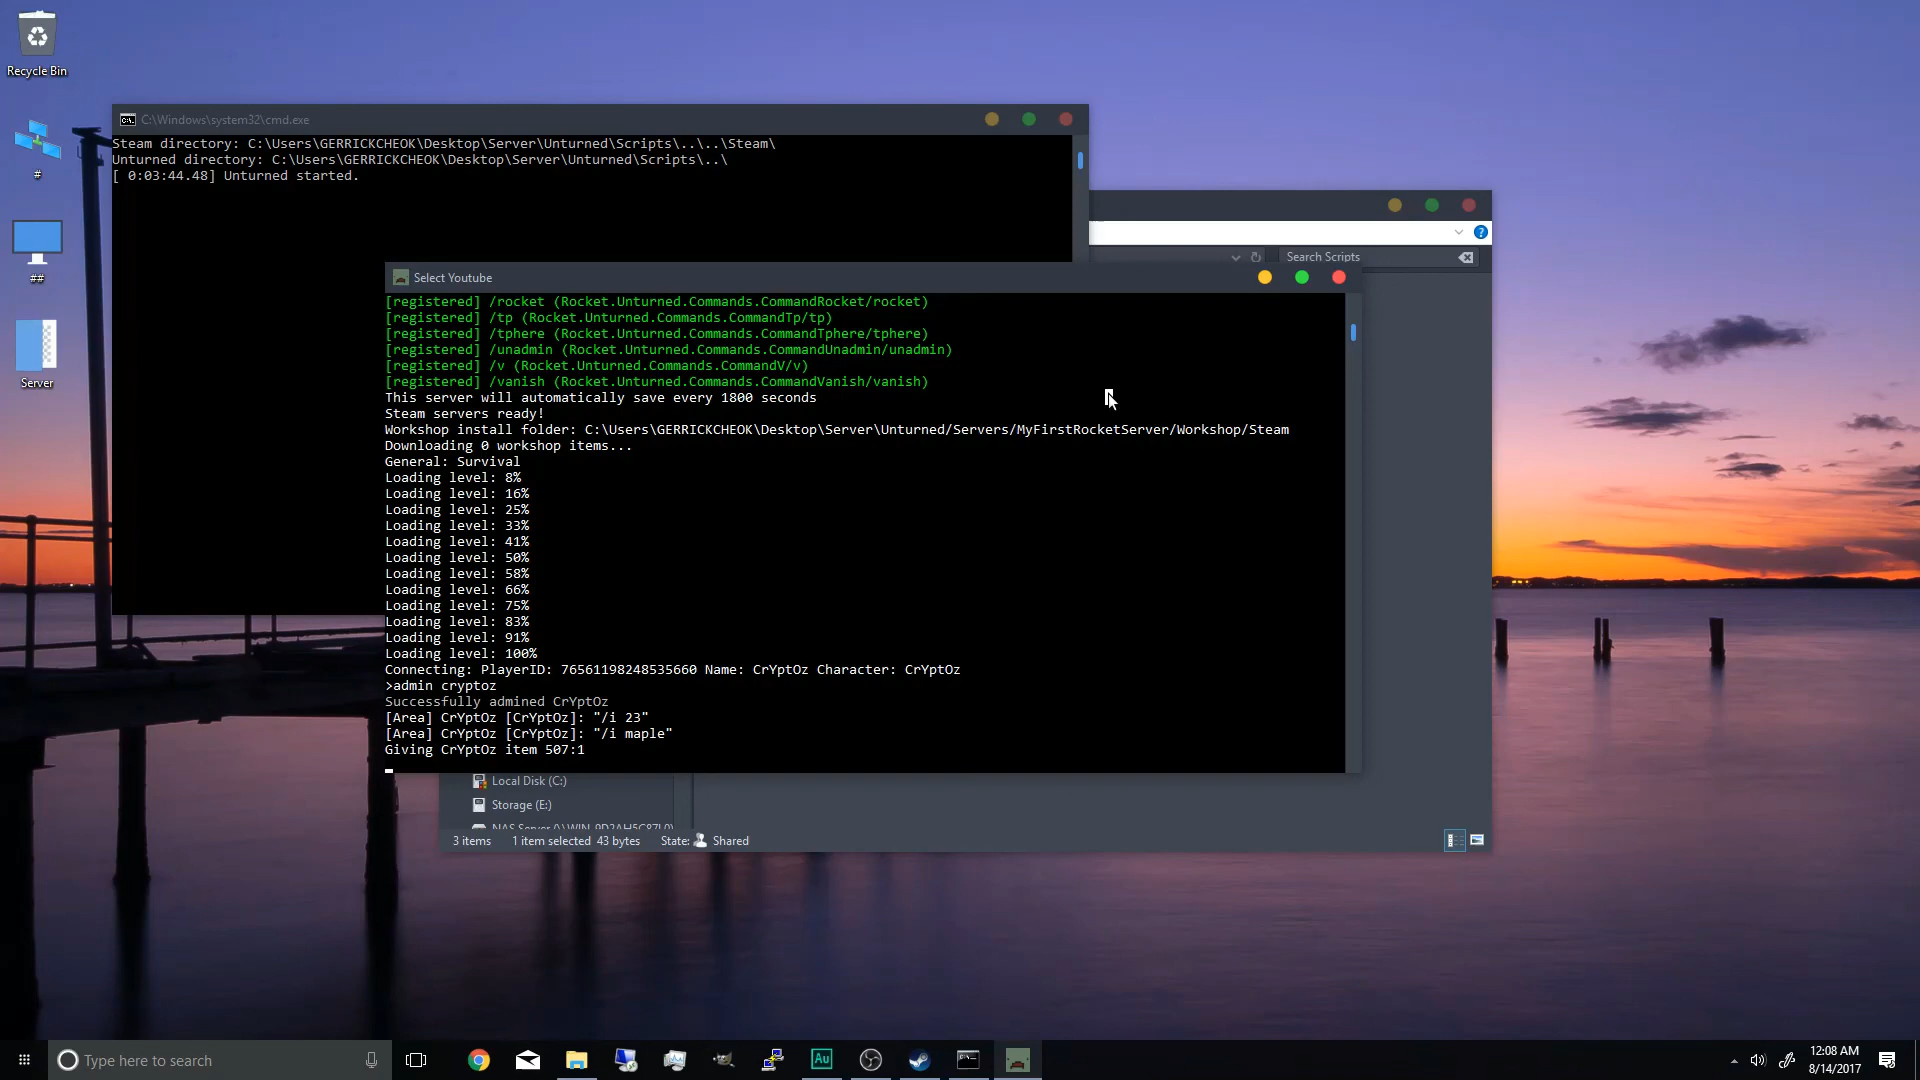 Recycle Bin
#
##
Server
C:\Windows\system32\cmd.exe
Steam directory: C:\Users\GERRICKCHEOK\Desktop\Server\Unturned\Scripts\..\..\Steam\
Unturned directory: C:\Users\GERRICKCHEOK\Desktop\Server\Unturned\Scripts\..\
[ 0:03:44.48] Unturned started.
Search Scripts
Select Youtube
[registered] /rocket (Rocket.Unturned.Commands.CommandRocket/rocket)
[registered] /tp (Rocket.Unturned.Commands.CommandTp/tp)
[registered] /tphere (Rocket.Unturned.Commands.CommandTphere/tphere)
[registered] /unadmin (Rocket.Unturned.Commands.CommandUnadmin/unadmin)
[registered] /v (Rocket.Unturned.Commands.CommandV/v)
[registered] /vanish (Rocket.Unturned.Commands.CommandVanish/vanish)
This server will automatically save every 1800 seconds
Steam servers ready!
Workshop install folder: C:\Users\GERRICKCHEOK\Desktop\Server\Unturned/Servers/MyFirstRocketServer/Workshop/Steam
Downloading 0 workshop items...
General: Survival
Loading level: 8%
Loading level: 16%
Loading level: 25%
Loading level: 33%
Loading level: 41%
Loading level: 50%
Loading level: 58%
Loading level: 66%
Loading level: 75%
Loading level: 83%
Loading level: 91%
Loading level: 100%
Connecting: PlayerID: 76561198248535660 Name: CrYptOz Character: CrYptOz
>admin cryptoz
Successfully admined CrYptOz
[Area] CrYptOz [CrYptOz]: "/i 23"
[Area] CrYptOz [CrYptOz]: "/i maple"
Giving CrYptOz item 507:1
Local Disk (C:)
Storage (E:)
NAS Server
3 items 1 item selected 43 bytes State: Shared
Type here to search
Au
12:08 AM
8/14/2017